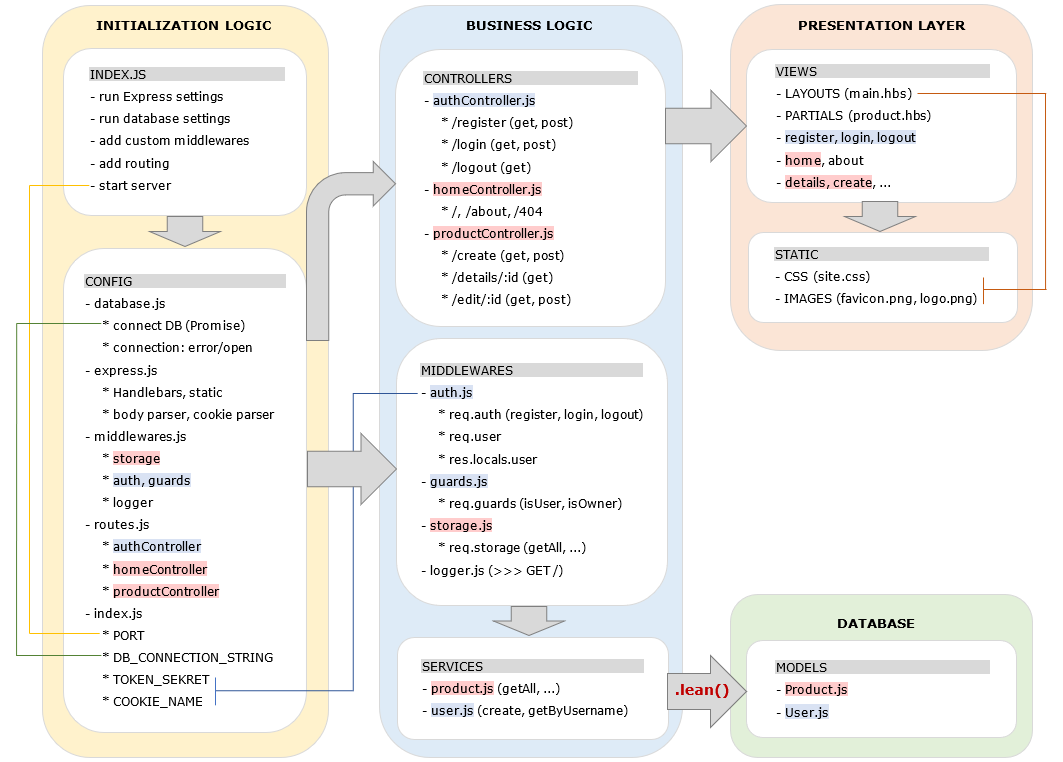 INITIALIZATION LOGIC
INDEX.JS
- run Express settings
- run database settings
- add custom middlewares
- add routing
- start server
CONFIG
- database.js
* connect DB (Promise)
* connection: error/open
- express.js
* Handlebars, static
* body parser, cookie parser
- middlewares.js
* storage
* auth, guards
* logger
- routes.js
* authController
* homeController
* productController
- index.js
* PORT
* DB_CONNECTION_STRING
* TOKEN_SEKRET
* COOKIE_NAME
BUSINESS LOGIC
CONTROLLERS
- authController.js
* /register (get, post)
* /login (get, post)
* /logout (get)
- homeController.js
* /, /about, /404
- productController.js
* /create (get, post)
* /details/:id (get)
* /edit/:id (get, post)
MIDDLEWARES
- auth.js
* req.auth (register, login, logout)
* req.user
* res.locals.user
- guards.js
* req.guards (isUser, isOwner)
- storage.js
* req.storage (getAll, ...)
- logger.js (>>> GET /)
SERVICES
- product.js (getAll, ...)
- user.js (create, getByUsername)
.lean()
PRESENTATION LAYER
VIEWS
- LAYOUTS (main.hbs)
- PARTIALS (product.hbs)
- register, login, logout
- home, about
- details, create, ...
STATIC
- CSS (site.css)
- IMAGES (favicon.png, logo.png)
DATABASE
MODELS
- Product.js
- User.js